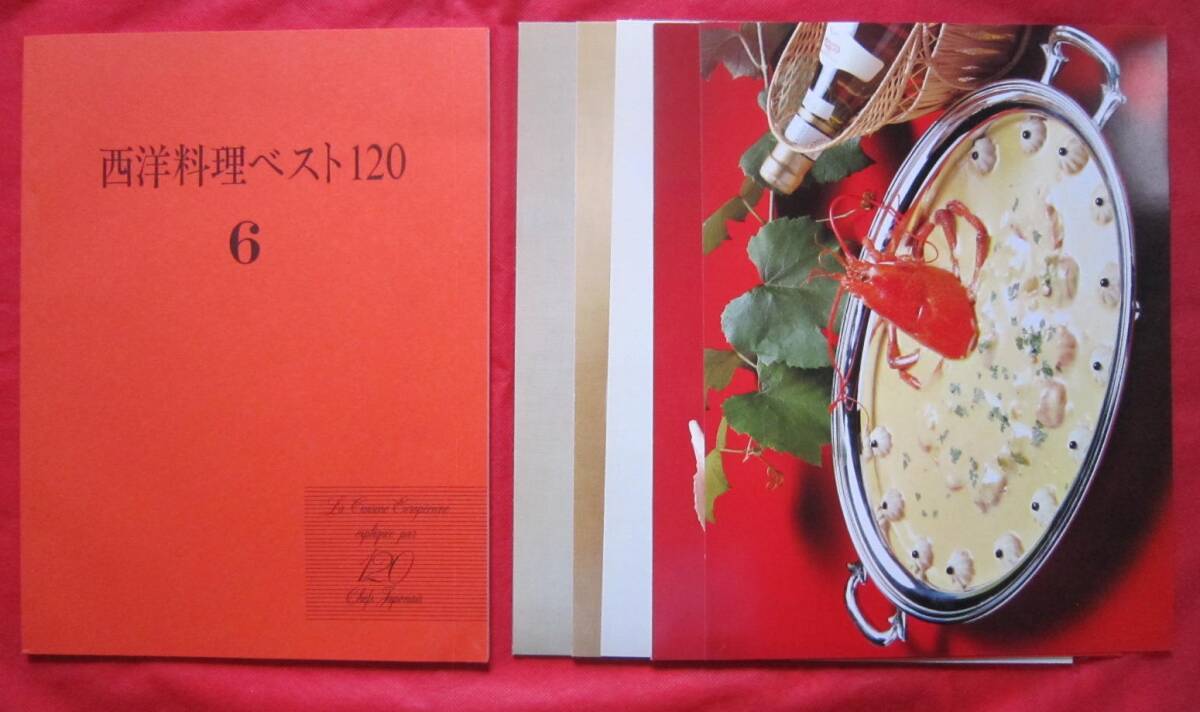 西洋料理ベスト120
6
La Cuisine Européenne
expliquée par
120
Chefs Japonais